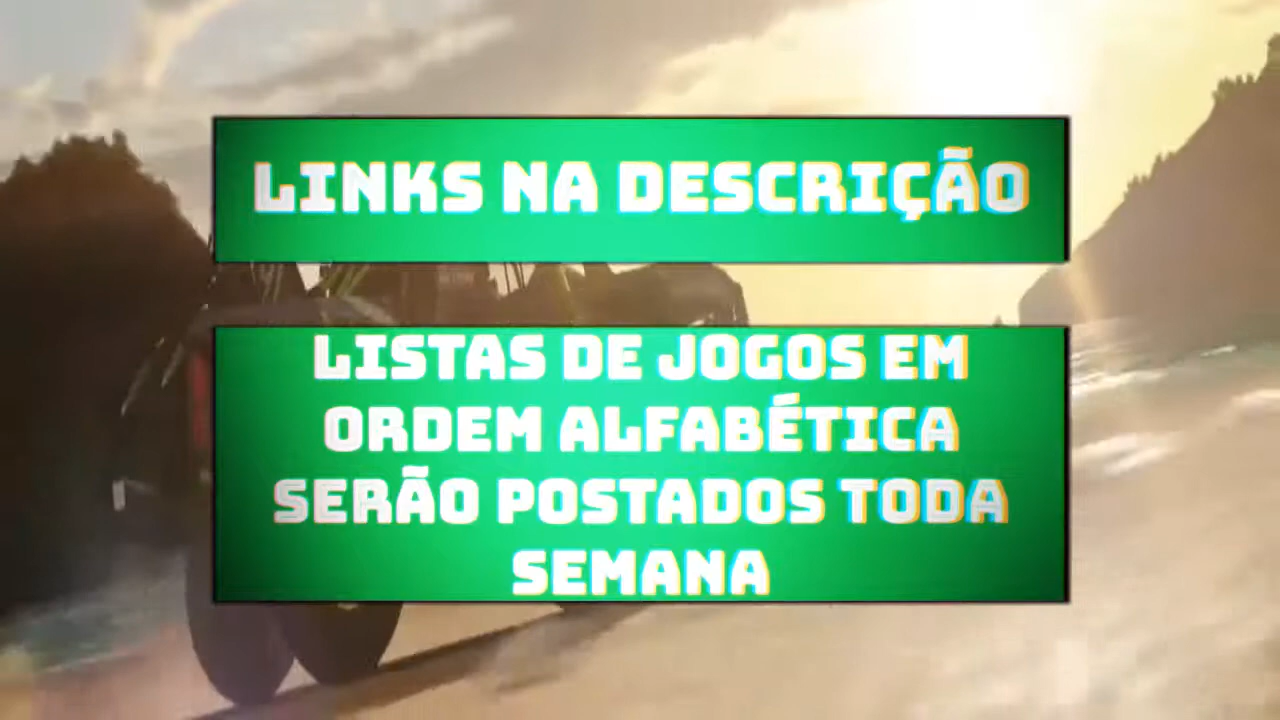 LINKS NA DESCRIÇÃO
LISTAS DE JOGOS EM
ORDEM ALFABÉTICA
SERÃO POSTADOS TODA
SEMANA